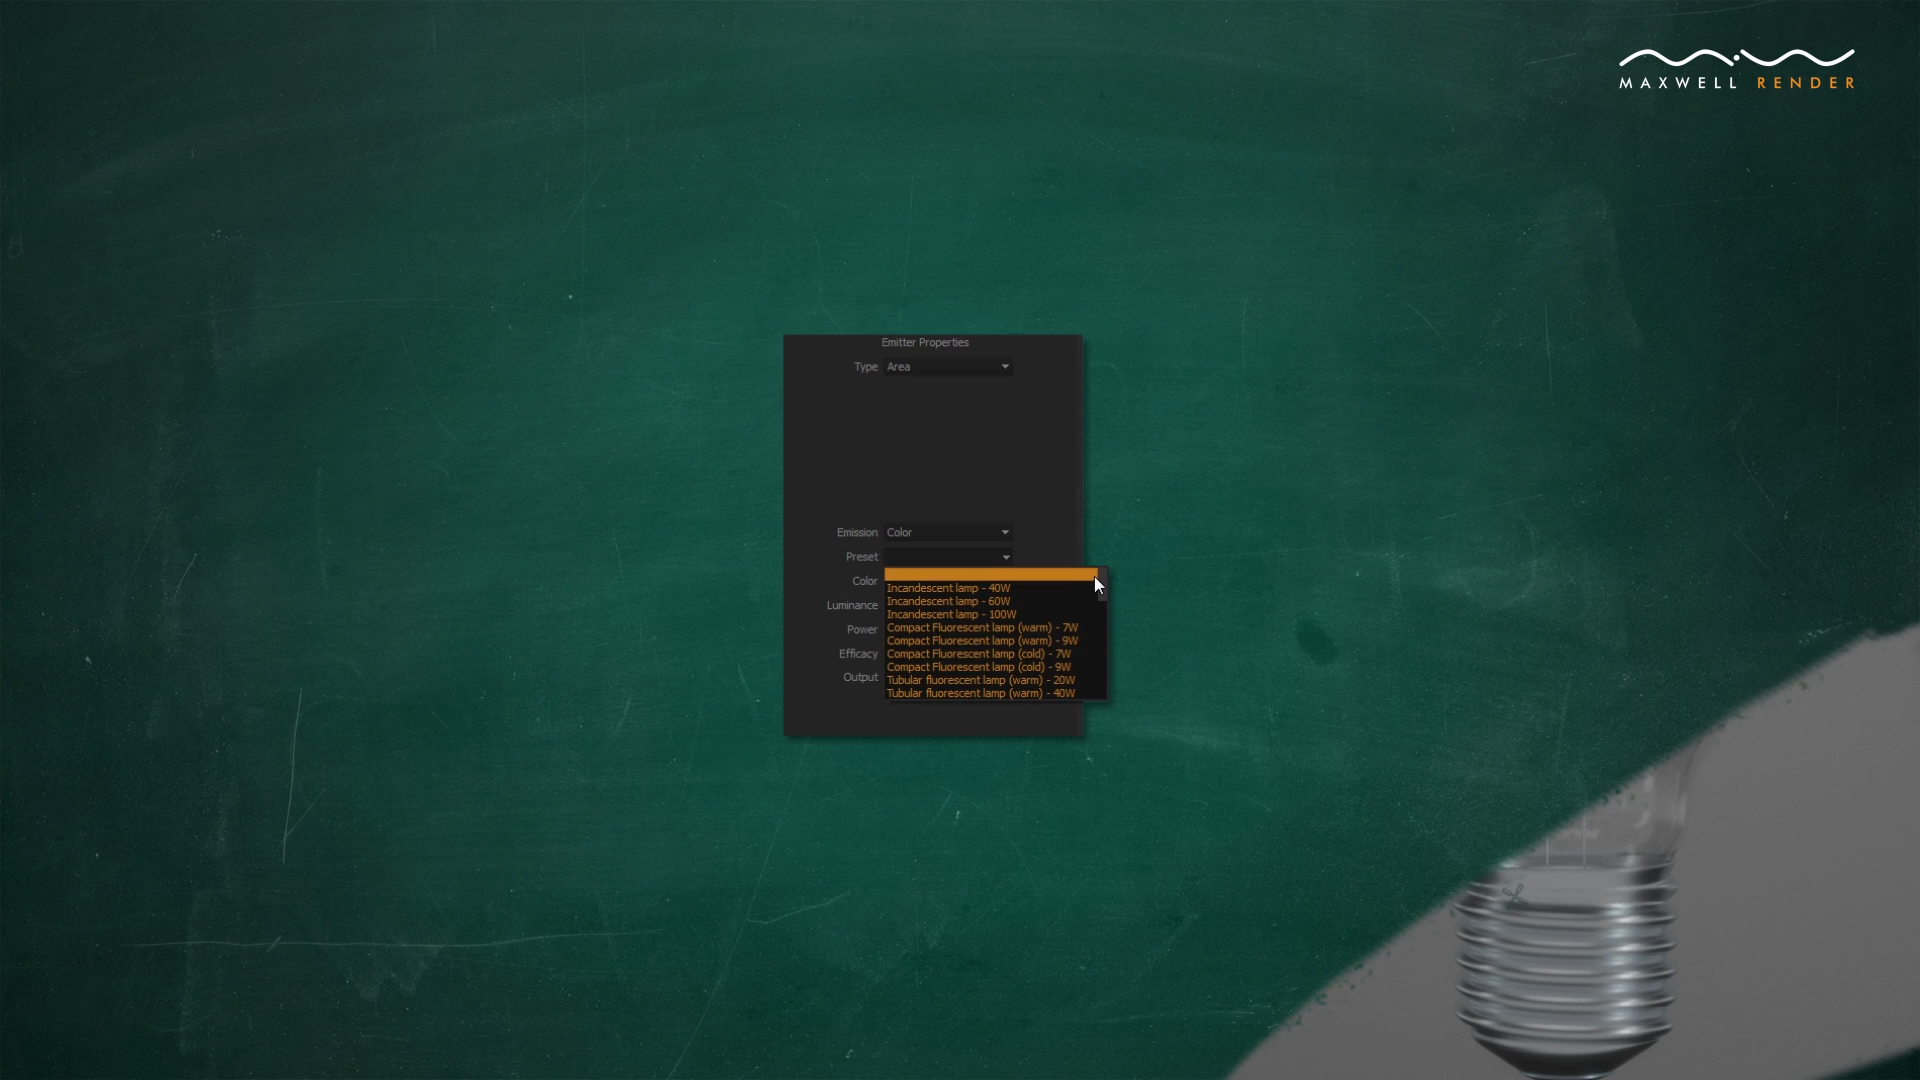 MAXWELL RENDER
Emitter Properties
Type Area
Emission Color
Preset
Color
Incandescent lamp - 40W
Incandescent lamp - 60W
Luminance
Incandescent lamp - 100W
Power
Compact Fluorescent lamp (warm) - 7W
Compact Fluorescent lamp (warm) - 9W
Efficacy
Compact Fluorescent lamp (cold) - 7W
Compact Fluorescent lamp (cold) - 9W
Output
Tubular fluorescent lamp (warm) - 20W
Tubular fluorescent lamp (warm) - 40W